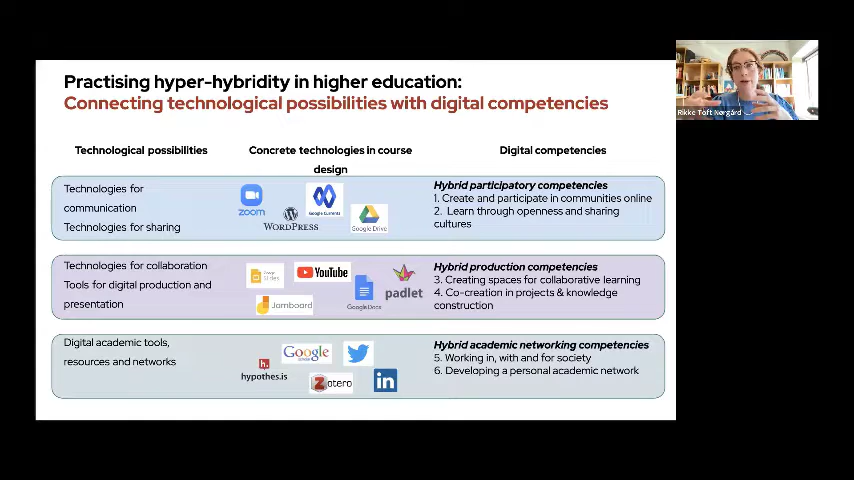 Practising hyper-hybridity in higher education:
Connecting technological possibilities with digital competencies
Rikke Toft Nørgård
Technological possibilities
Concrete technologies in course
design
Digital competencies
Technologies for
communication
Technologies for sharing
zoom
WORDPRESS
Google Currents
Google Drive
Hybrid participatory competencies
1. Create and participate in communities online
2. Learn through openness and sharing
cultures
Technologies for collaboration
Tools for digital production and
presentation
Slides
YouTube
Jamboard
Google Docs
padlet
Hybrid production competencies
3. Creating spaces for collaborative learning
4. Co-creation in projects & knowledge
construction
Digital academic tools,
resources and networks
h.
hypothes.is
Google
Zotero
in
Hybrid academic networking competencies
5. Working in, with and for society
6. Developing a personal academic network